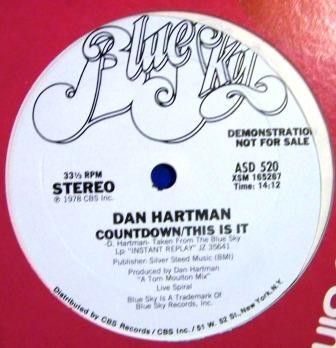 Blue Sky
DEMONSTRATION
NOT FOR SALE
33⅓ RPM
STEREO
℗ 1978 CBS Inc.
ASD 520
XSM 165267
Time: 14:12
DAN HARTMAN
COUNTDOWN/THIS IS IT
-D. Hartman- Taken From The Blue Sky
Lp: "INSTANT REPLAY" JZ 35641
Publisher: Silver Steed Music (BMI)
Produced by Dan Hartman
"A Tom Moulton Mix"
Live Spiral
Blue Sky Is A Trademark Of
Blue Sky Records, Inc.
Distributed by CBS Records / CBS Inc. / 51 W. 52 St., New York, N.Y.